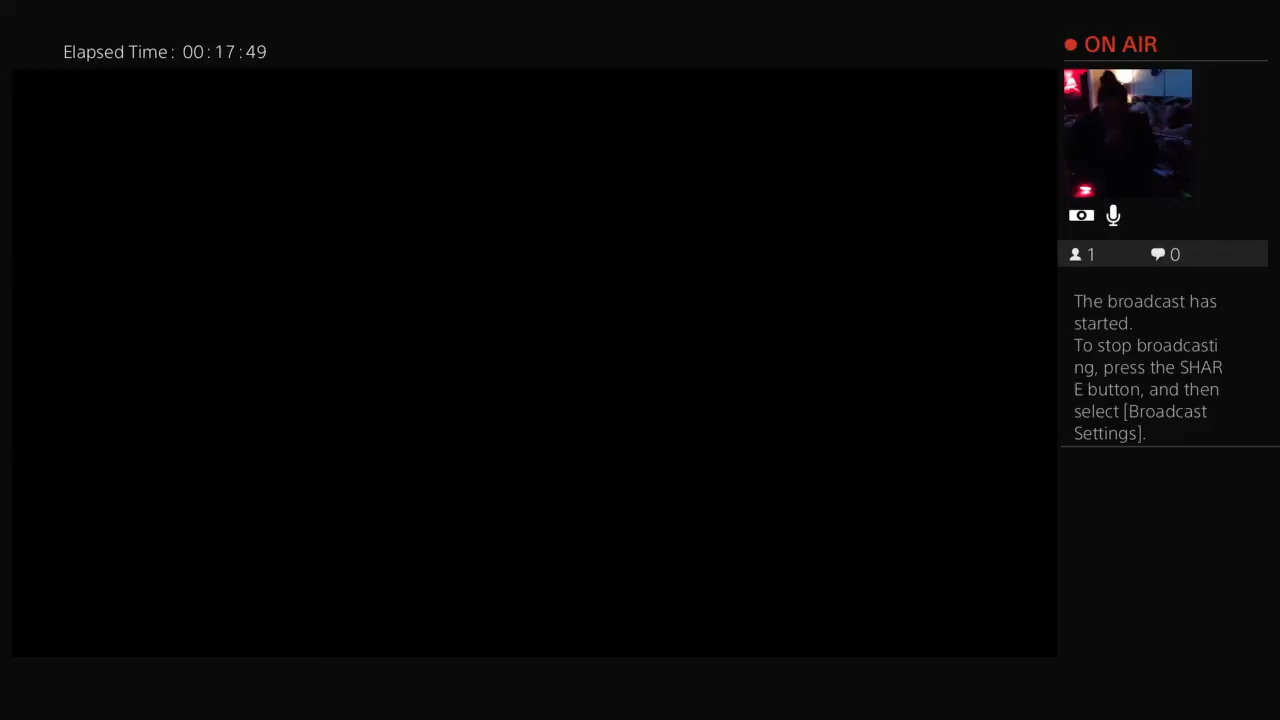 Elapsed Time: 00:17:49
ON AIR
1 0
The broadcast has
started.
To stop broadcasti
ng, press the SHAR
E button, and then
select [Broadcast
Settings].